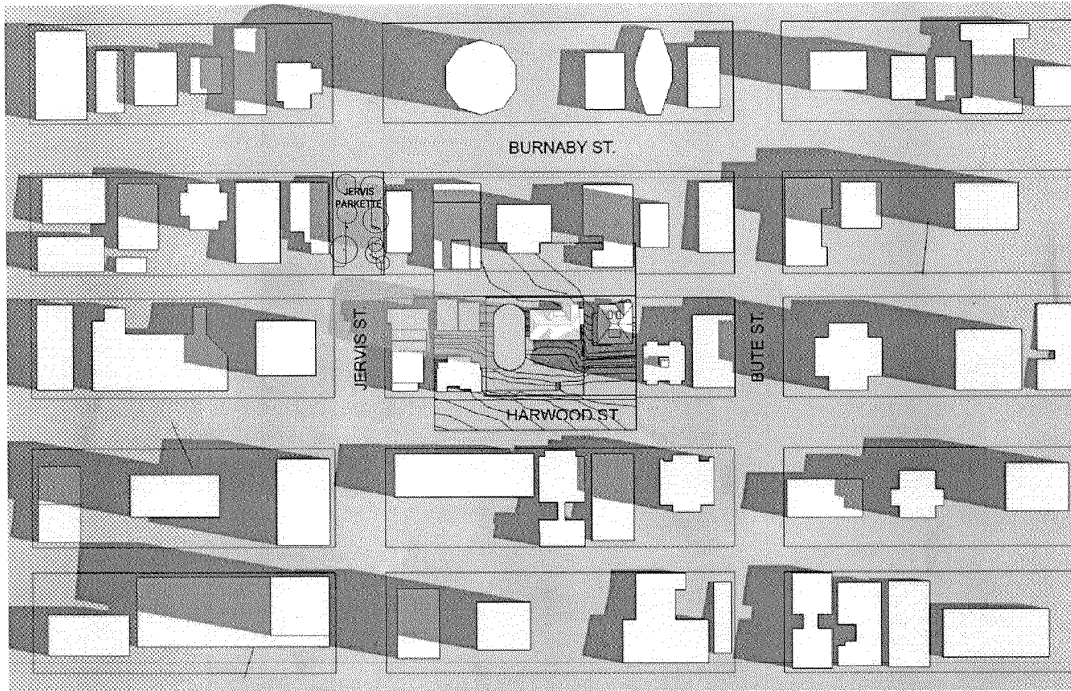 BURNABY ST.
JERVIS
PARKETTE
JERVIS ST.
BUTE ST.
HARWOOD ST.